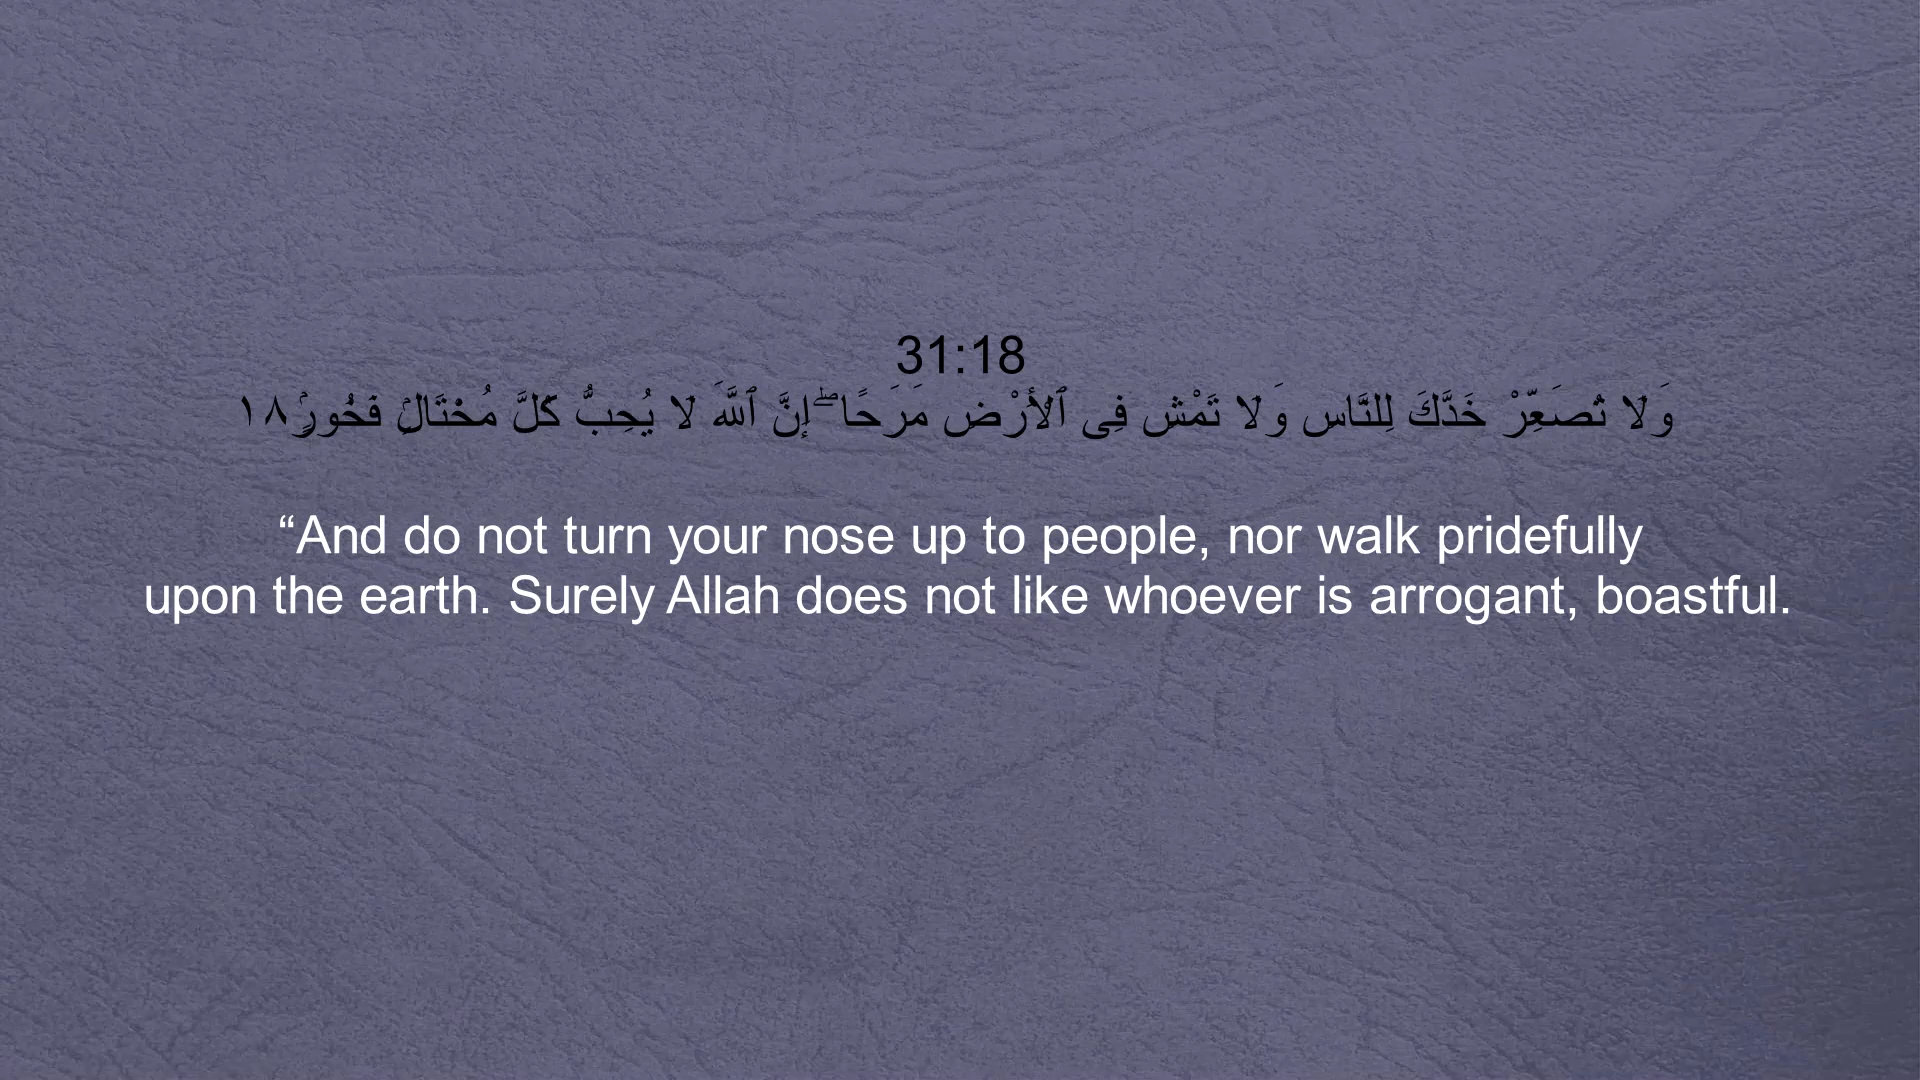 31:18
وَلَا تُصَعِّرْ خَدَّكَ لِلنَّاسِ وَلَا تَمْشِ فِى ٱلْأَرْضِ مَرَحًا ۖ إِنَّ ٱللَّهَ لَا يُحِبُّ كُلَّ مُخْتَالٍۢ فَخُورٍۢ ١٨
“And do not turn your nose up to people, nor walk pridefully
upon the earth. Surely Allah does not like whoever is arrogant, boastful.